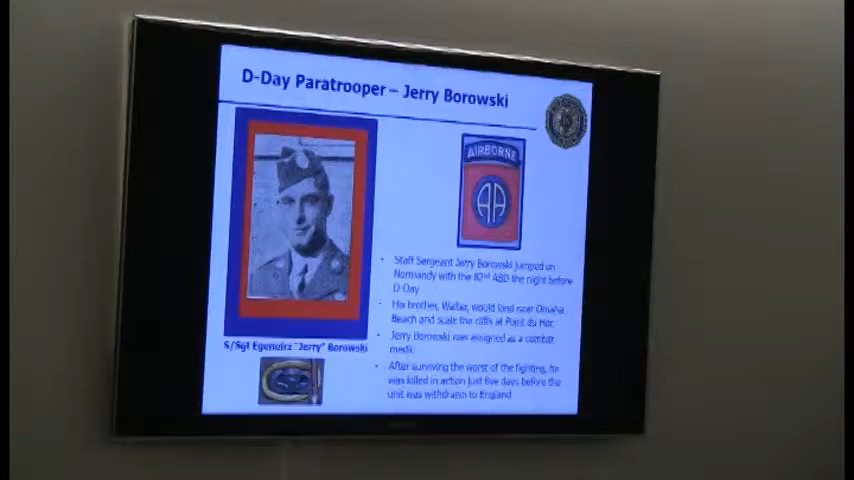 D-Day Paratrooper – Jerry Borowski
AIRBORNE
AA
S/Sgt Egenoirz "Jerry" Borowski
• Staff Sergeant Jerry Borowski jumped on
Normandy with the 82nd ABD the night before
D-Day
• His brother, Walter, would land near Omaha
Beach and scale the cliffs at Point du Hoc
• Jerry Borowski was assigned as a combat
medic
• After surviving the worst of the fighting, he
was killed in action just five days before the
unit was withdrawn to England